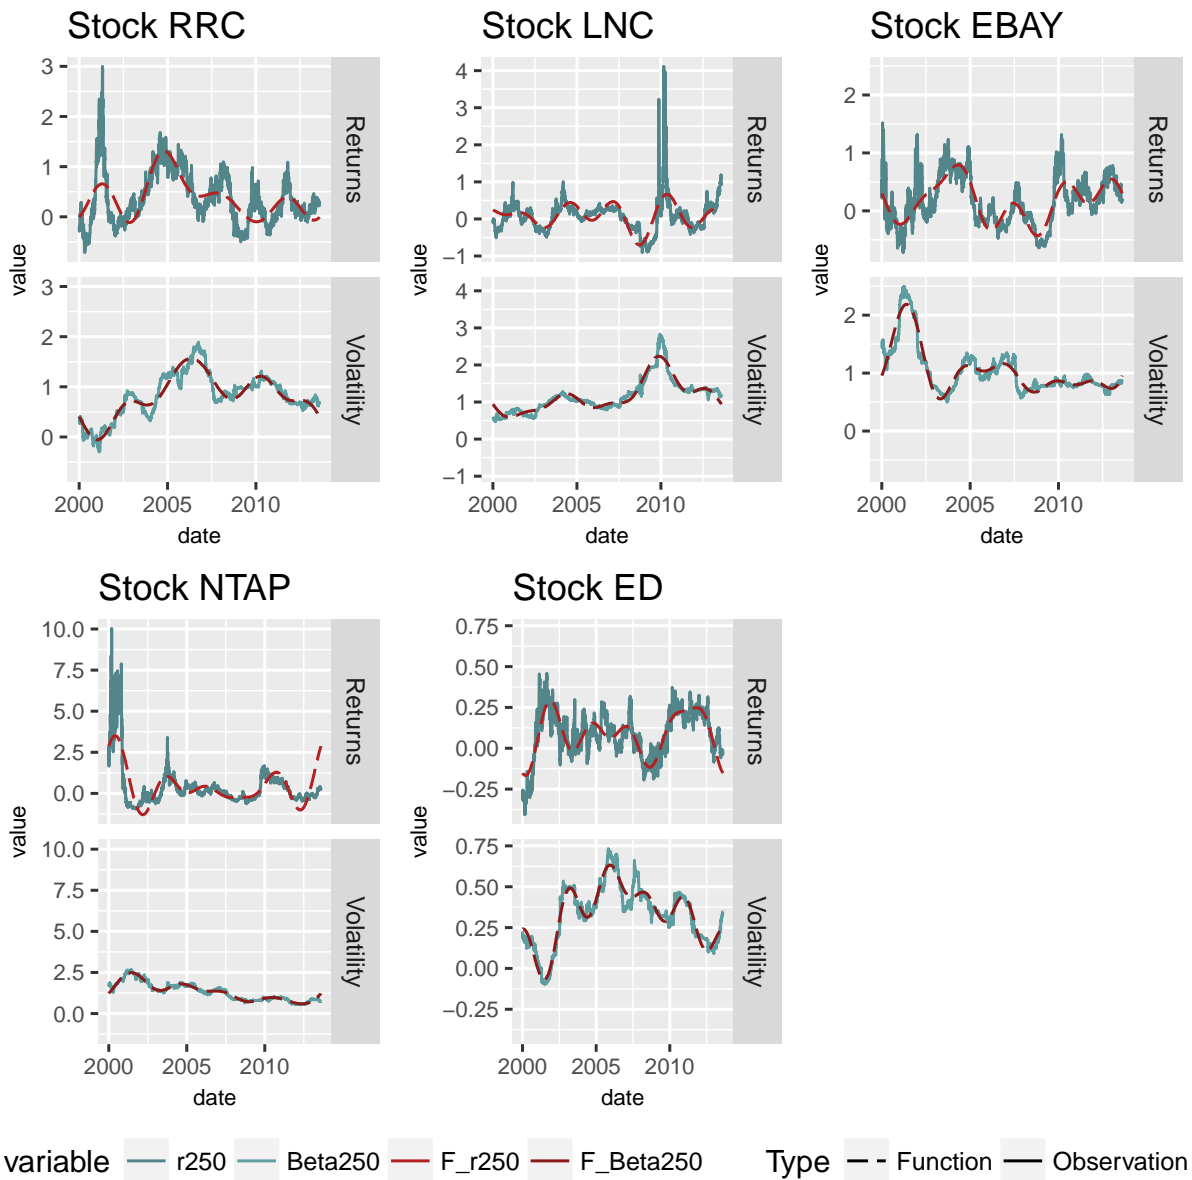 Stock RRC
Stock LNC
Stock EBAY
3
2
1
0
Returns
3
2
1
0
Volatility
value
2000
2005
2010
date
4
3
2
1
0
−1
Returns
4
3
2
1
0
−1
Volatility
value
2000
2005
2010
date
2
1
0
Returns
2
1
0
Volatility
value
2000
2005
2010
date
Stock NTAP
Stock ED
10.0
7.5
5.0
2.5
0.0
Returns
10.0
7.5
5.0
2.5
0.0
Volatility
value
2000
2005
2010
date
0.75
0.50
0.25
0.00
−0.25
Returns
0.75
0.50
0.25
0.00
−0.25
Volatility
value
2000
2005
2010
date
variable r250 Beta250 F_r250 F_Beta250 Type Function Observation